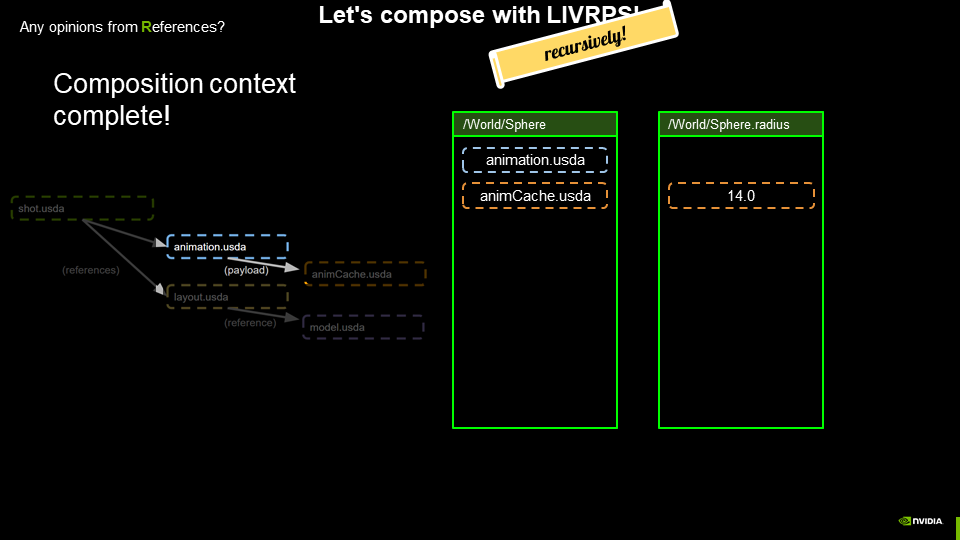 Let's compose with LIVRPS!
Any opinions from References?
recursively!
Composition context
complete!
/World/Sphere
/World/Sphere.radius
animation.usda
animCache.usda
14.0
shot.usda
animation.usda
(references)
(payload)
animCache.usda
layout.usda
(reference)
model.usda
NVIDIA